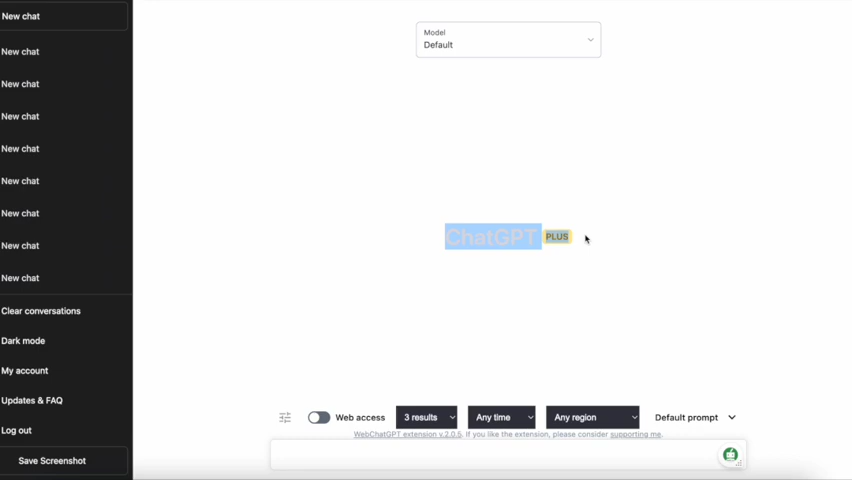 New chat
New chat
New chat
New chat
New chat
New chat
New chat
New chat
New chat
Clear conversations
Dark mode
My account
Updates & FAQ
Log out
Save Screenshot
Model
Default
ChatGPT PLUS
Web access 3 results Any time Any region Default prompt
WebChatGPT extension v.2.0.5. If you like the extension, please consider supporting me.